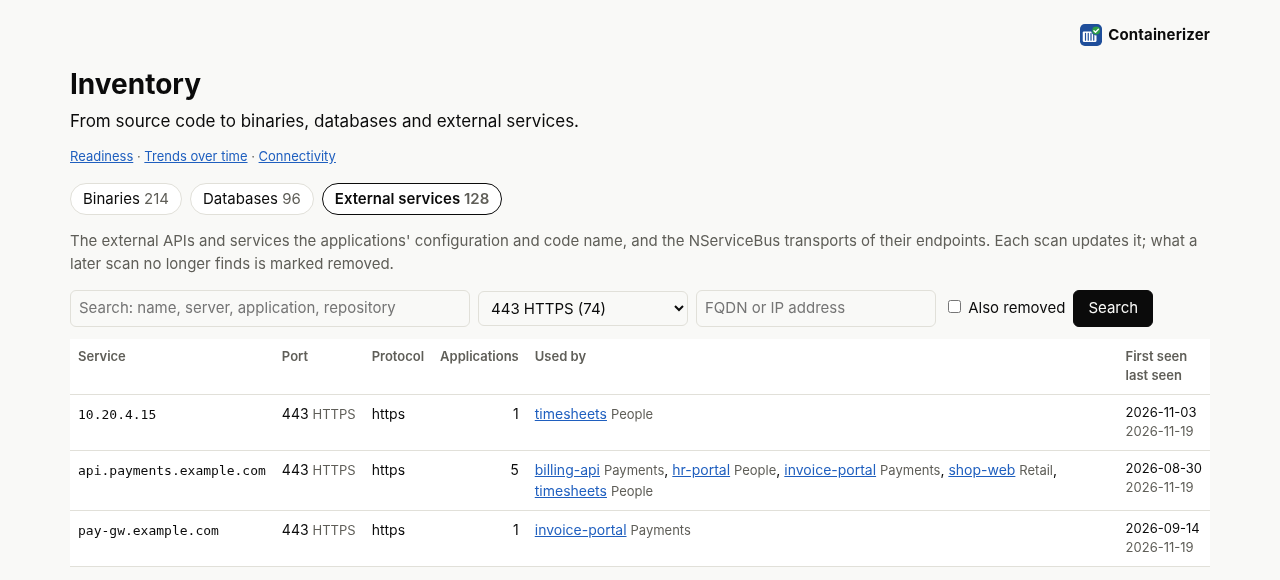 Containerizer
Inventory
From source code to binaries, databases and external services.
Readiness · Trends over time · Connectivity
Binaries 214 Databases 96 External services 128
The external APIs and services the applications' configuration and code name, and the NServiceBus transports of their endpoints. Each scan updates it; what a
later scan no longer finds is marked removed.
Search: name, server, application, repository 443 HTTPS (74) FQDN or IP address Also removed Search
Service Port Protocol Applications Used by First seen
last seen
10.20.4.15 443 HTTPS https 1 timesheets People 2026-11-03
2026-11-19
api.payments.example.com 443 HTTPS https 5 billing-api Payments, hr-portal People, invoice-portal Payments, shop-web Retail, 2026-08-30
timesheets People 2026-11-19
pay-gw.example.com 443 HTTPS https 1 invoice-portal Payments 2026-09-14
2026-11-19